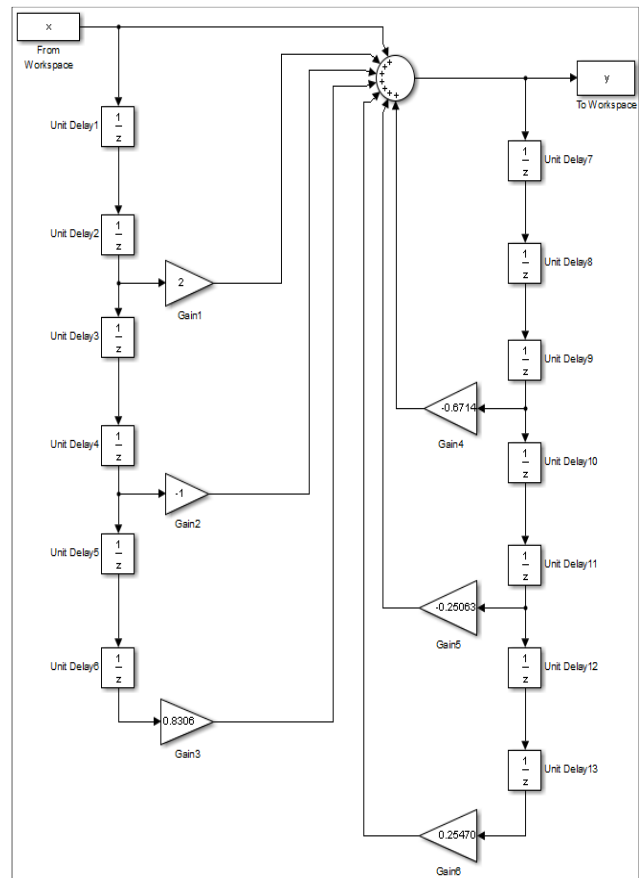 x
From
Workspace
1
z
Unit Delay1
1
z
Unit Delay2
2
Gain1
1
z
Unit Delay3
1
z
Unit Delay4
-1
Gain2
1
z
Unit Delay5
1
z
Unit Delay6
0.8306
Gain3
+
+
+
+
+
+
+
y
To Workspace
1
z
Unit Delay7
1
z
Unit Delay8
1
z
Unit Delay9
-0.6714
Gain4
1
z
Unit Delay10
1
z
Unit Delay11
-0.25063
Gain5
1
z
Unit Delay12
1
z
Unit Delay13
0.25470
Gain6